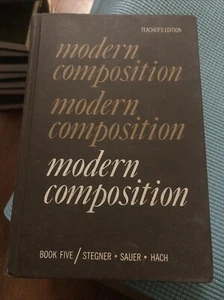 TEACHER'S EDITION
modern
composition
modern
composition
modern
composition
BOOK FIVE / STEGNER • SAUER • HACH